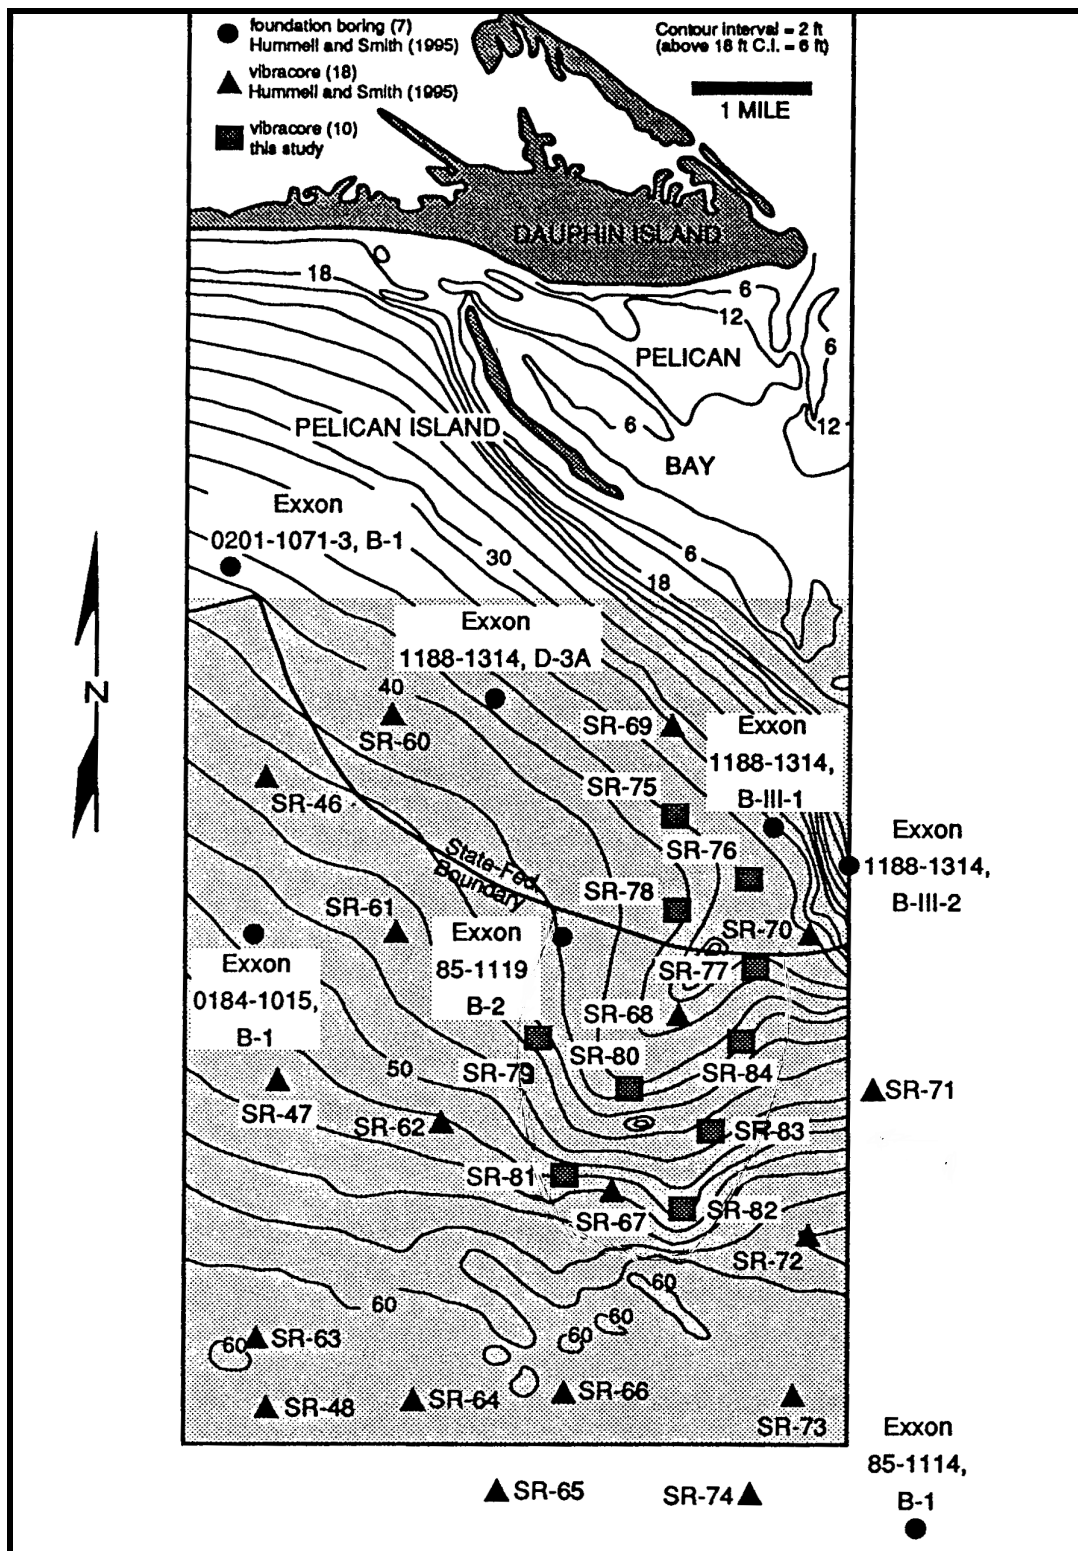 foundation boring (7)
Hummell and Smith (1995)
vibracore (18)
Hummell and Smith (1995)
vibracore (10)
this study
Contour interval = 2 ft
(above 18 ft C.I. = 6 ft)
1 MILE
DAUPHIN ISLAND
18
6
12
6
PELICAN
12
6
PELICAN ISLAND
BAY
Exxon
0201-1071-3, B-1
30
6
18
Exxon
1188-1314, D-3A
N
40
SR-60
SR-69
Exxon
1188-1314,
B-III-1
SR-46
SR-75
SR-76
Exxon
1188-1314,
B-III-2
State-Fed.
Boundary
SR-78
SR-61
SR-70
Exxon
85-1119
B-2
Exxon
0184-1015,
B-1
SR-77
SR-68
SR-80
SR-84
SR-79
50
SR-71
SR-47
SR-62
SR-83
SR-81
SR-67
SR-82
SR-72
60
60
60
60
60
SR-63
SR-48
SR-64
SR-66
SR-73
Exxon
85-1114,
B-1
SR-65
SR-74